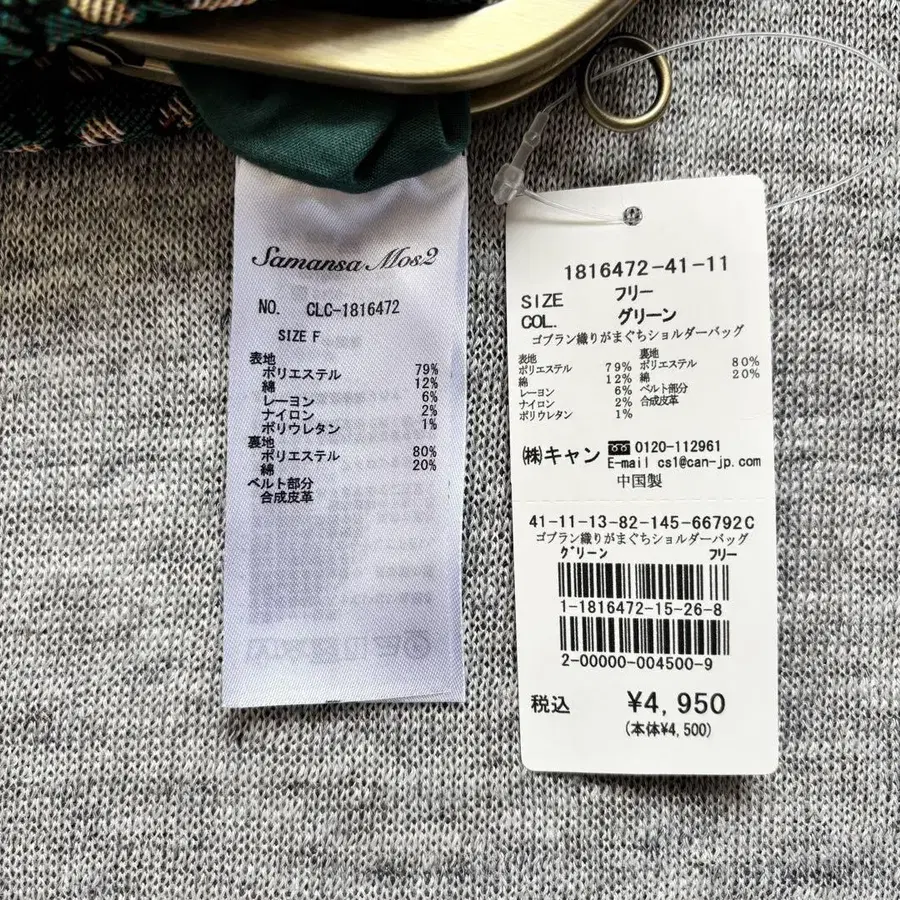 Samansa Mos2
NO. CLC-1816472
SIZE F
表地
ポリエステル 79%
綿 12%
レーヨン 6%
ナイロン 2%
ポリウレタン 1%
裏地
ポリエステル 80%
綿 20%
ベルト部分
合成皮革
1816472-41-11
SIZE フリー
COL. グリーン
ゴブラン織りがまぐちショルダーバッグ
表地 裏地
ポリエステル 79% ポリエステル 80%
綿 12% 綿 20%
レーヨン 6% ベルト部分
ナイロン 2% 合成皮革
ポリウレタン 1%
㈱キャン 0120-112961
E-mail cs1@can-jp.com
中国製
41-11-13-82-145-66792C
ゴブラン織りがまぐちショルダーバッグ
グリーン フリー
1-1816472-15-26-8
2-00000-004500-9
税込 ¥4,950
(本体¥4,500)